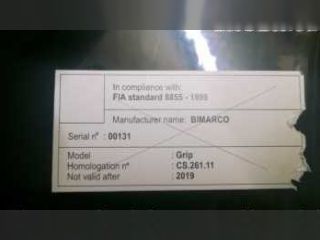 In compliance with:
FIA standard 8855 - 1999
Manufacturer name: BIMARCO
Serial n° : 00131
Model : Grip
Homologation n° : CS.261.11
Not valid after : 2019